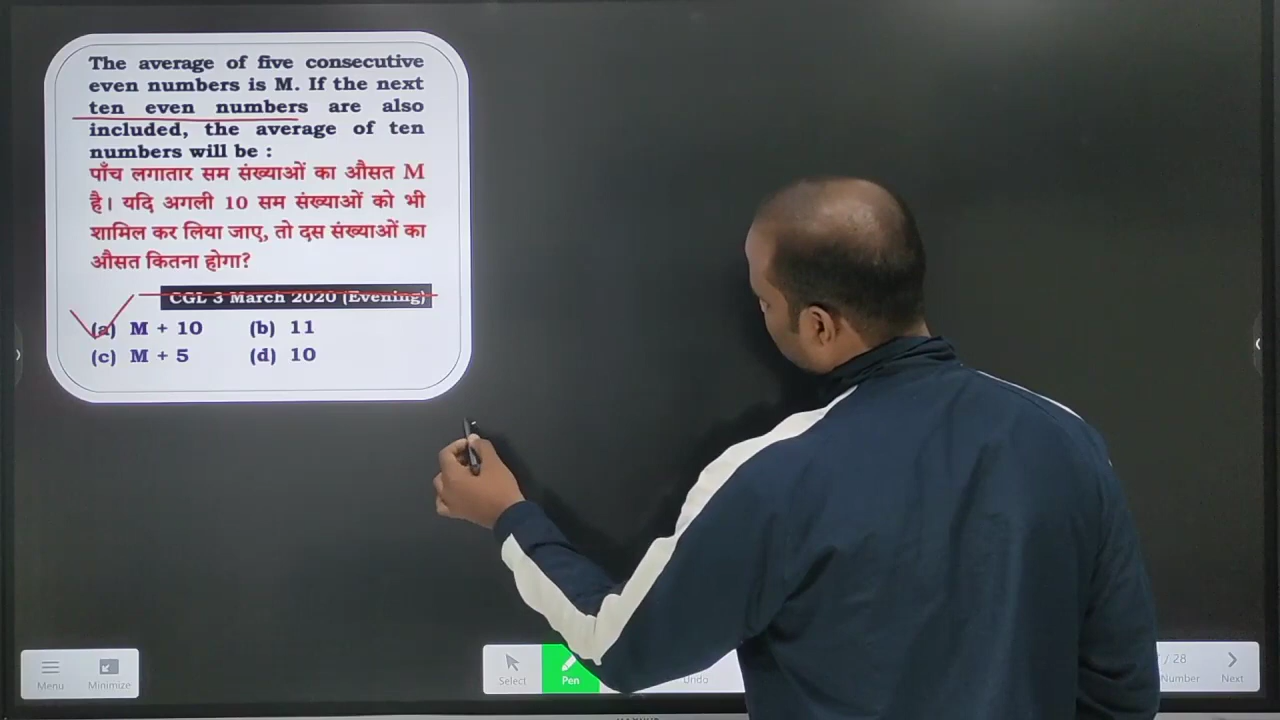 The average of five consecutive
even numbers is M. If the next
ten even numbers are also
included, the average of ten
numbers will be :
पाँच लगातार सम संख्याओं का औसत M
है। यदि अगली 10 सम संख्याओं को भी
शामिल कर लिया जाए, तो दस संख्याओं का
औसत कितना होगा?
CGL 3 March 2020 (Evening)
(a) M + 10 (b) 11
(c) M + 5 (d) 10
Menu Minimize Select Pen Undo Number Next
/ 28